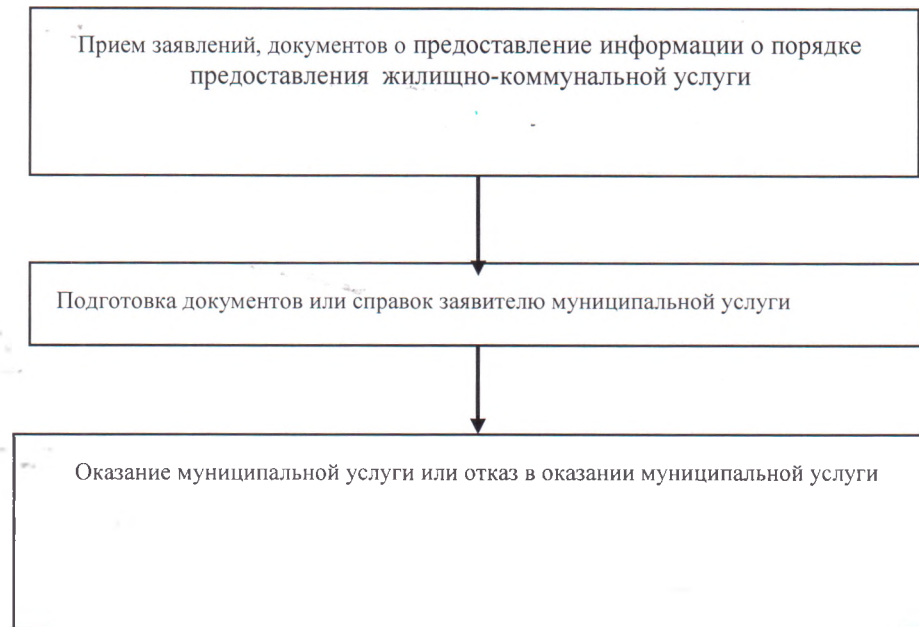 Прием заявлений, документов о предоставление информации о порядке
предоставления жилищно-коммунальной услуги
Подготовка документов или справок заявителю муниципальной услуги
Оказание муниципальной услуги или отказ в оказании муниципальной услуги